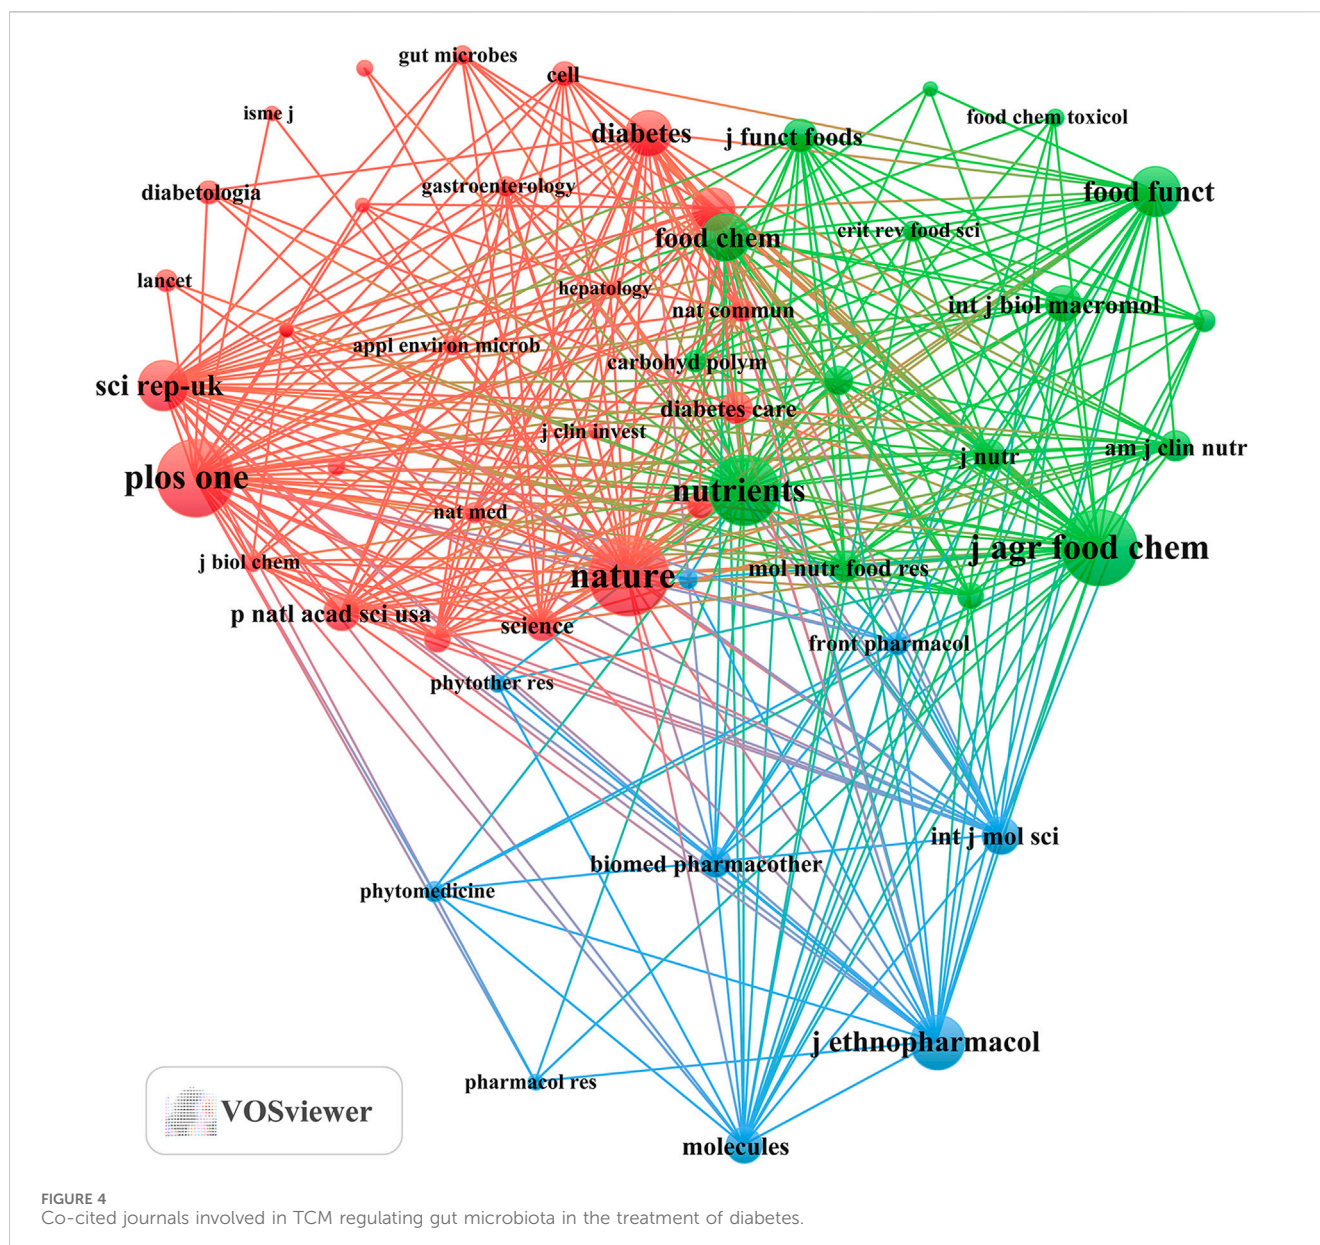 gut microbes
cell
isme j
food chem toxicol
diabetes
j funct foods
diabetologia
gastroenterology
food funct
crit rev food sci
food chem
lancet
hepatology
nat commun
int j biol macromol
appl environ microb
carbohyd polym
sci rep-uk
diabetes care
j clin invest
am j clin nutr
j nutr
plos one
nutrients
nat med
j agr food chem
j biol chem
nature
mol nutr food res
p natl acad sci usa
science
front pharmacol
phytother res
int j mol sci
biomed pharmacother
phytomedicine
j ethnopharmacol
pharmacol res
VOSviewer
molecules
FIGURE 4
Co-cited journals involved in TCM regulating gut microbiota in the treatment of diabetes.